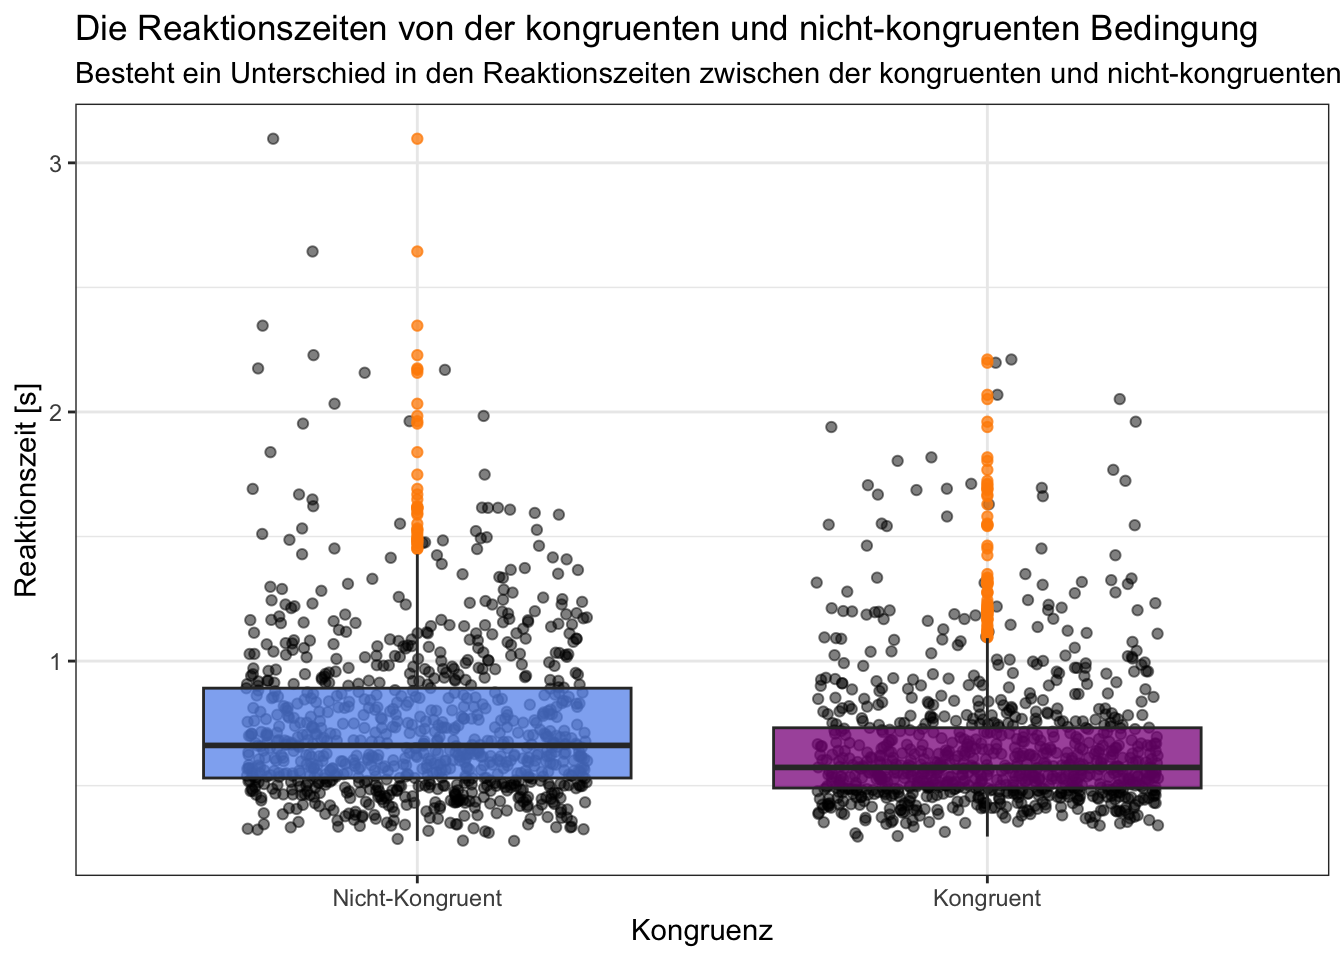 Die Reaktionszeiten von der kongruenten und nicht-kongruenten Bedingung
Besteht ein Unterschied in den Reaktionszeiten zwischen der kongruenten und nicht-kongruenten
Reaktionszeit [s]
3
2
1
Nicht-Kongruent
Kongruent
Kongruenz